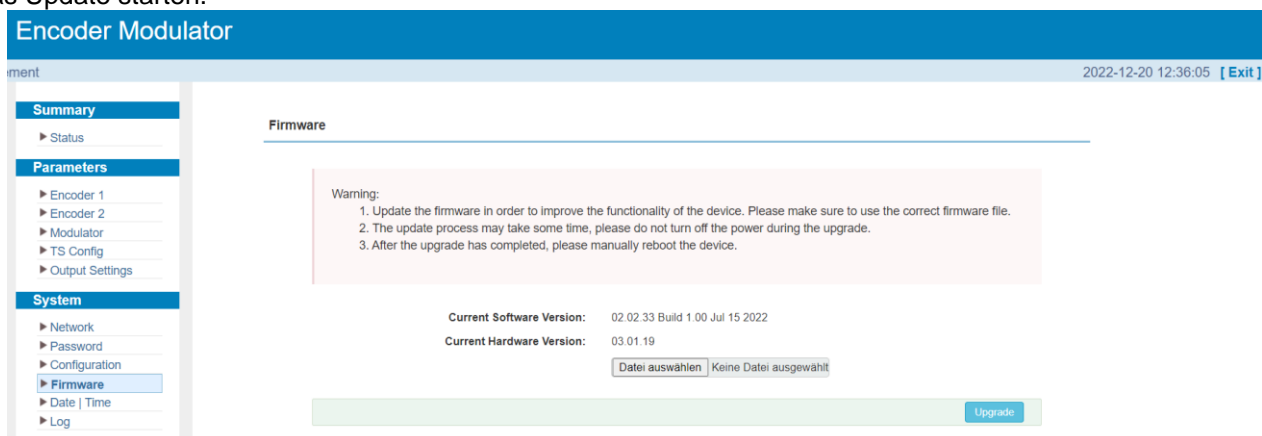 as Update starten.
Encoder Modulator
ement
2022-12-20 12:36:05 [ Exit ]
Summary
Status
Parameters
Encoder 1
Encoder 2
Modulator
TS Config
Output Settings
System
Network
Password
Configuration
Firmware
Date | Time
Log
Firmware
Warning:
1. Update the firmware in order to improve the functionality of the device. Please make sure to use the correct firmware file.
2. The update process may take some time, please do not turn off the power during the upgrade.
3. After the upgrade has completed, please manually reboot the device.
Current Software Version: 02.02.33 Build 1.00 Jul 15 2022
Current Hardware Version: 03.01.19
Datei auswählen Keine Datei ausgewählt
Upgrade